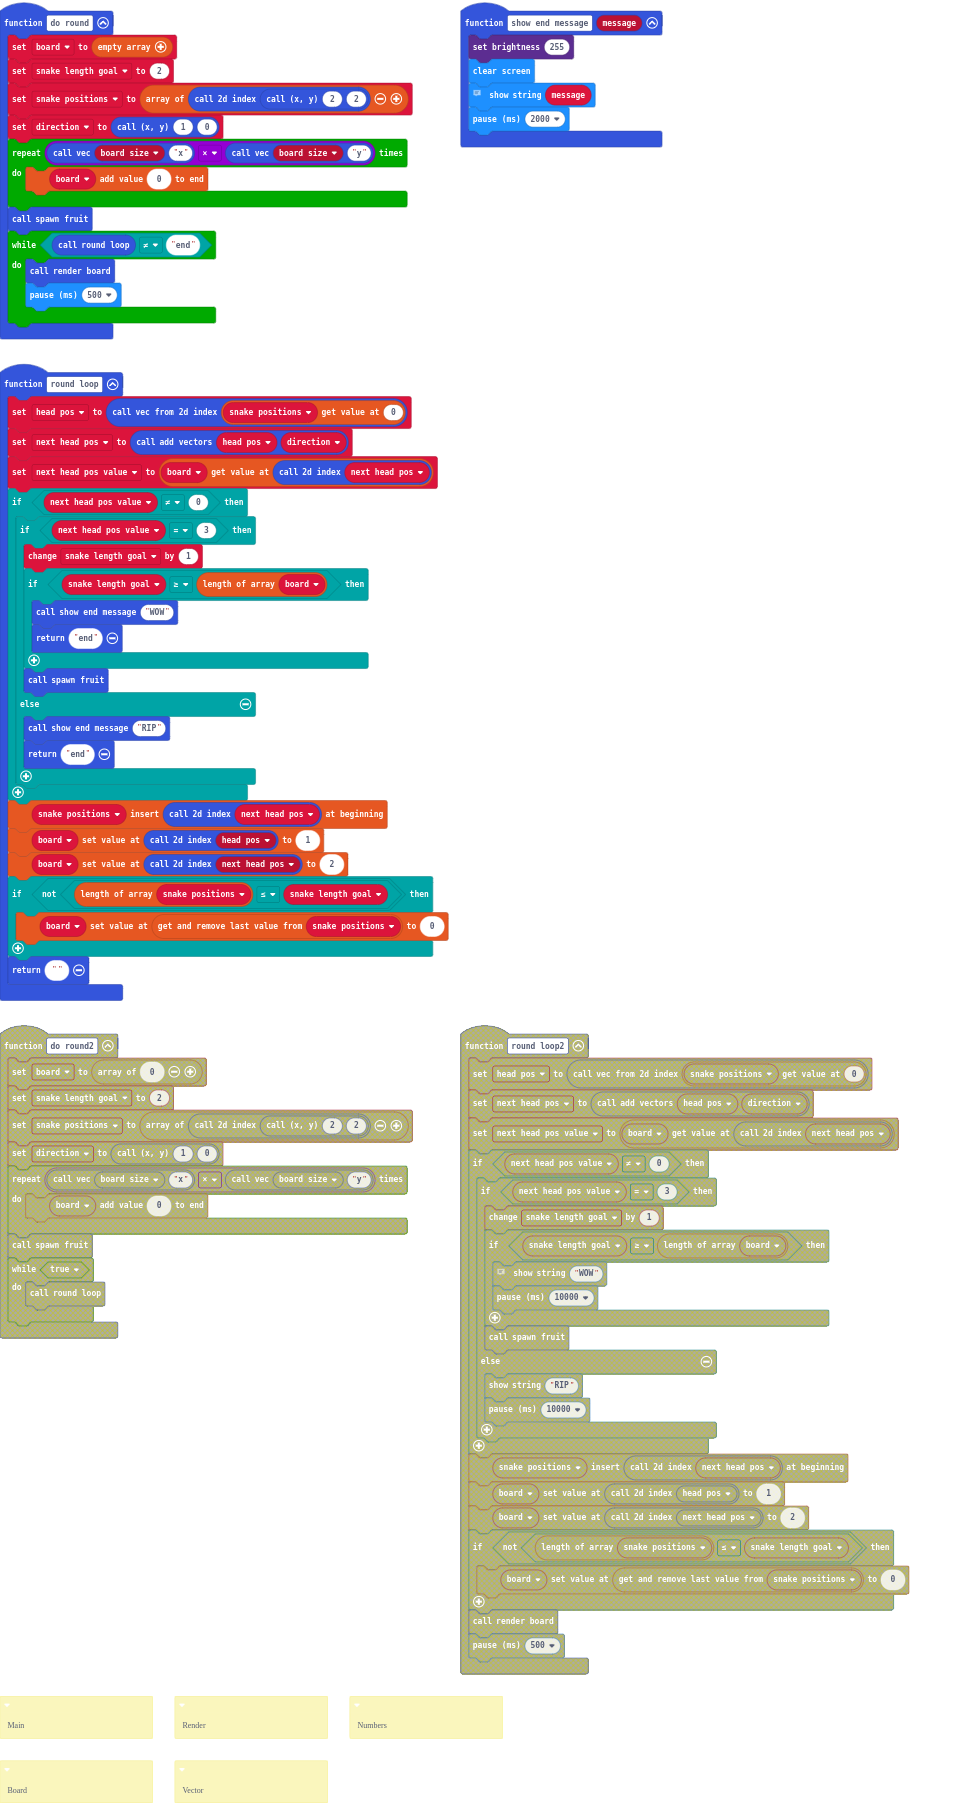 function do round
set board to empty array
set snake length goal to 2
set snake positions to array of call 2d index call (x, y) 2 2
set direction to call (x, y) 1 0
repeat call vec board size "x" × call vec board size "y" times
do board add value 0 to end
call spawn fruit
while call round loop ≠ "end"
do call render board
pause (ms) 500
function show end message message
set brightness 255
clear screen
show string message
pause (ms) 2000
function round loop
set head pos to call vec from 2d index snake positions get value at 0
set next head pos to call add vectors head pos direction
set next head pos value to board get value at call 2d index next head pos
if next head pos value ≠ 0 then
if next head pos value = 3 then
change snake length goal by 1
if snake length goal ≥ length of array board then
call show end message "WOW"
return "end"
call spawn fruit
else
call show end message "RIP"
return "end"
snake positions insert call 2d index next head pos at beginning
board set value at call 2d index head pos to 1
board set value at call 2d index next head pos to 2
if not length of array snake positions ≤ snake length goal then
board set value at get and remove last value from snake positions to 0
return ""
function do round2
set board to array of 0
set snake length goal to 2
set snake positions to array of call 2d index call (x, y) 2 2
set direction to call (x, y) 1 0
repeat call vec board size "x" × call vec board size "y" times
do board add value 0 to end
call spawn fruit
while true
do call round loop
function round loop2
set head pos to call vec from 2d index snake positions get value at 0
set next head pos to call add vectors head pos direction
set next head pos value to board get value at call 2d index next head pos
if next head pos value ≠ 0 then
if next head pos value = 3 then
change snake length goal by 1
if snake length goal ≥ length of array board then
show string "WOW"
pause (ms) 10000
call spawn fruit
else
show string "RIP"
pause (ms) 10000
snake positions insert call 2d index next head pos at beginning
board set value at call 2d index head pos to 1
board set value at call 2d index next head pos to 2
if not length of array snake positions ≤ snake length goal then
board set value at get and remove last value from snake positions to 0
call render board
pause (ms) 500
Main
Render
Numbers
Board
Vector